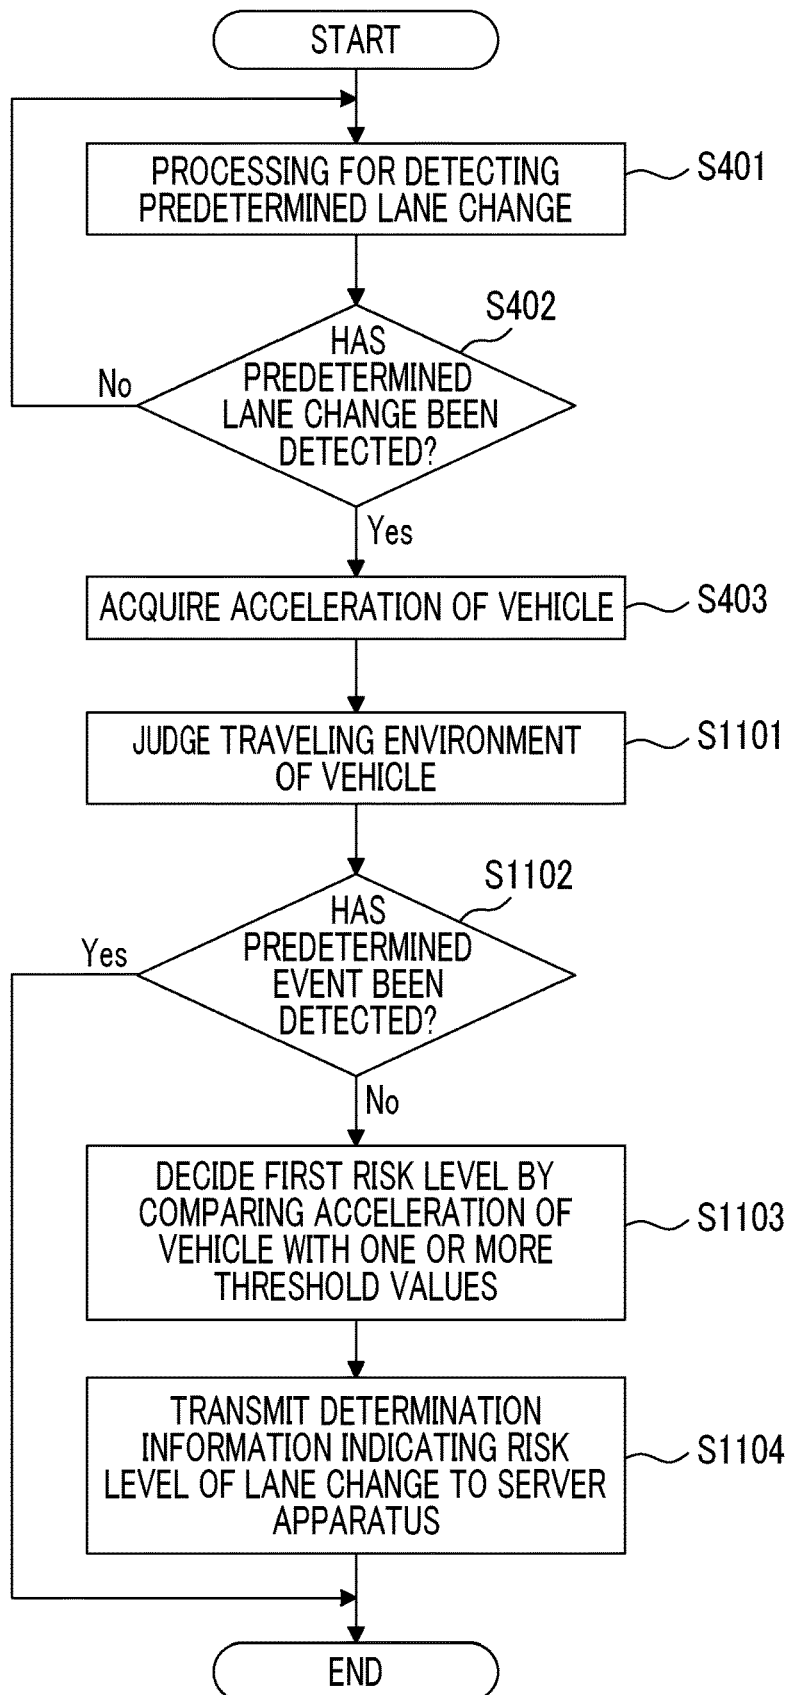 START
PROCESSING FOR DETECTING
PREDETERMINED LANE CHANGE
S401
S402
HAS
PREDETERMINED
LANE CHANGE BEEN
DETECTED?
No
Yes
ACQUIRE ACCELERATION OF VEHICLE
S403
JUDGE TRAVELING ENVIRONMENT
OF VEHICLE
S1101
S1102
HAS
PREDETERMINED
EVENT BEEN
DETECTED?
Yes
No
DECIDE FIRST RISK LEVEL BY
COMPARING ACCELERATION OF
VEHICLE WITH ONE OR MORE
THRESHOLD VALUES
S1103
TRANSMIT DETERMINATION
INFORMATION INDICATING RISK
LEVEL OF LANE CHANGE TO SERVER
APPARATUS
S1104
END